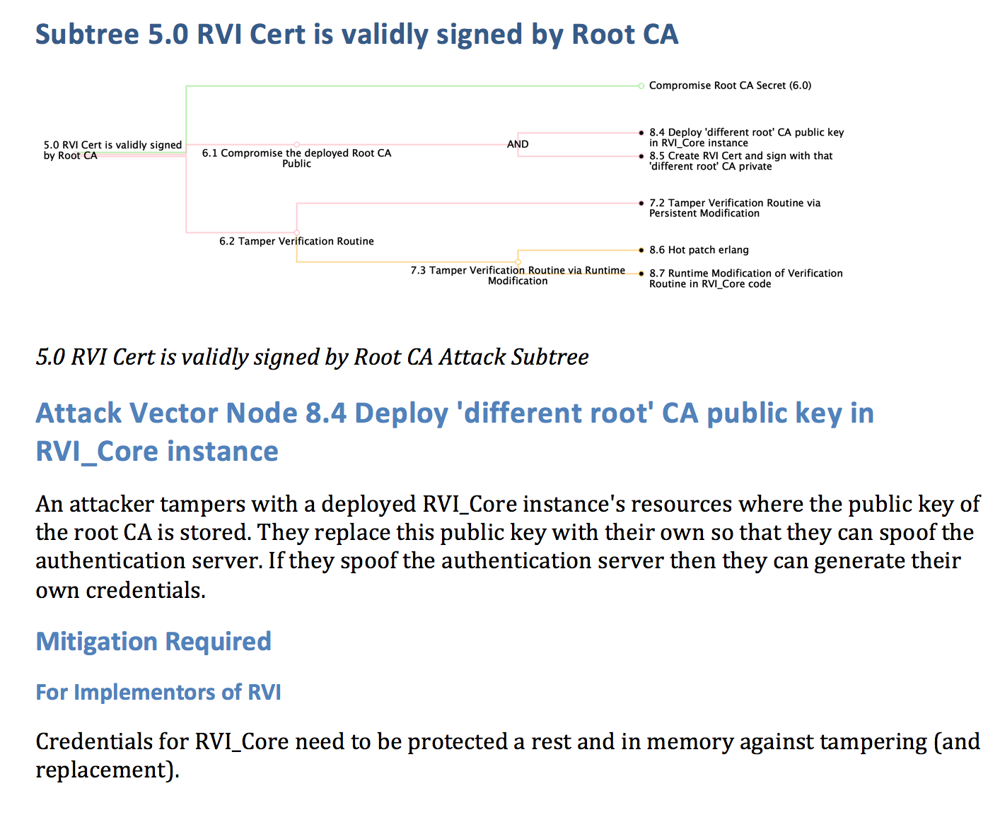 Subtree 5.0 RVI Cert is validly signed by Root CA
Compromise Root CA Secret (6.0)
5.0 RVI Cert is validly signed
by Root CA
6.1 Compromise the deployed Root CA
Public
AND
8.4 Deploy 'different root' CA public key
in RVI_Core instance
8.5 Create RVI Cert and sign with that
'different root' CA private
7.2 Tamper Verification Routine via
Persistent Modification
6.2 Tamper Verification Routine
8.6 Hot patch erlang
7.3 Tamper Verification Routine via Runtime
Modification
8.7 Runtime Modification of Verification
Routine in RVI_Core code
5.0 RVI Cert is validly signed by Root CA Attack Subtree
Attack Vector Node 8.4 Deploy 'different root' CA public key in
RVI_Core instance
An attacker tampers with a deployed RVI_Core instance's resources where the public key of
the root CA is stored. They replace this public key with their own so that they can spoof the
authentication server. If they spoof the authentication server then they can generate their
own credentials.
Mitigation Required
For Implementors of RVI
Credentials for RVI_Core need to be protected a rest and in memory against tampering (and
replacement).